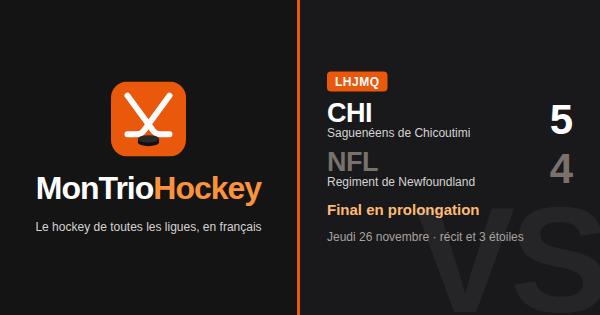 MonTrioHockey
Le hockey de toutes les ligues, en français
LHJMQ
CHI 5
Saguenéens de Chicoutimi
NFL 4
Regiment de Newfoundland
Final en prolongation
Jeudi 26 novembre · récit et 3 étoiles
VS